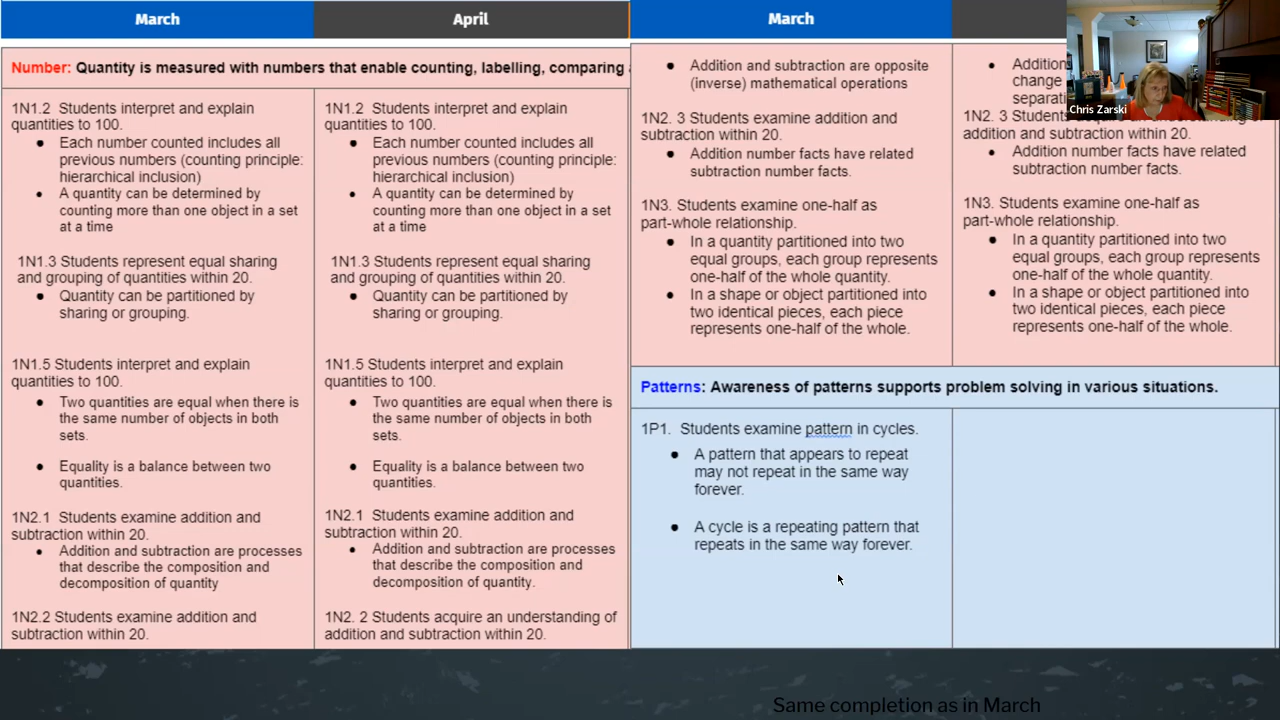 March
April
Number: Quantity is measured with numbers that enable counting, labelling, comparing
1N1.2 Students interpret and explain
quantities to 100.
● Each number counted includes all
previous numbers (counting principle:
hierarchical inclusion)
● A quantity can be determined by
counting more than one object in a set
at a time
1N1.3 Students represent equal sharing
and grouping of quantities within 20.
● Quantity can be partitioned by
sharing or grouping.
1N1.5 Students interpret and explain
quantities to 100.
● Two quantities are equal when there is
the same number of objects in both
sets.
● Equality is a balance between two
quantities.
1N2.1 Students examine addition and
subtraction within 20.
● Addition and subtraction are processes
that describe the composition and
decomposition of quantity
1N2.2 Students examine addition and
subtraction within 20.
1N1.2 Students interpret and explain
quantities to 100.
● Each number counted includes all
previous numbers (counting principle:
hierarchical inclusion)
● A quantity can be determined by
counting more than one object in a set
at a time
1N1.3 Students represent equal sharing
and grouping of quantities within 20.
● Quantity can be partitioned by
sharing or grouping.
1N1.5 Students interpret and explain
quantities to 100.
● Two quantities are equal when there is
the same number of objects in both
sets.
● Equality is a balance between two
quantities.
1N2.1 Students examine addition and
subtraction within 20.
● Addition and subtraction are processes
that describe the composition and
decomposition of quantity.
1N2. 2 Students acquire an understanding of
addition and subtraction within 20.
March
● Addition and subtraction are opposite
(inverse) mathematical operations
1N2. 3 Students examine addition and
subtraction within 20.
● Addition number facts have related
subtraction number facts.
1N3. Students examine one-half as
part-whole relationship.
● In a quantity partitioned into two
equal groups, each group represents
one-half of the whole quantity.
● In a shape or object partitioned into
two identical pieces, each piece
represents one-half of the whole.
● Addition
change
Chris Zarski
1N2. 3 Students
addition and subtraction within 20.
● Addition number facts have related
subtraction number facts.
1N3. Students examine one-half as
part-whole relationship.
● In a quantity partitioned into two
equal groups, each group represents
one-half of the whole quantity.
● In a shape or object partitioned into
two identical pieces, each piece
represents one-half of the whole.
Patterns: Awareness of patterns supports problem solving in various situations.
1P1. Students examine pattern in cycles.
● A pattern that appears to repeat
may not repeat in the same way
forever.
● A cycle is a repeating pattern that
repeats in the same way forever.
Same completion as in March